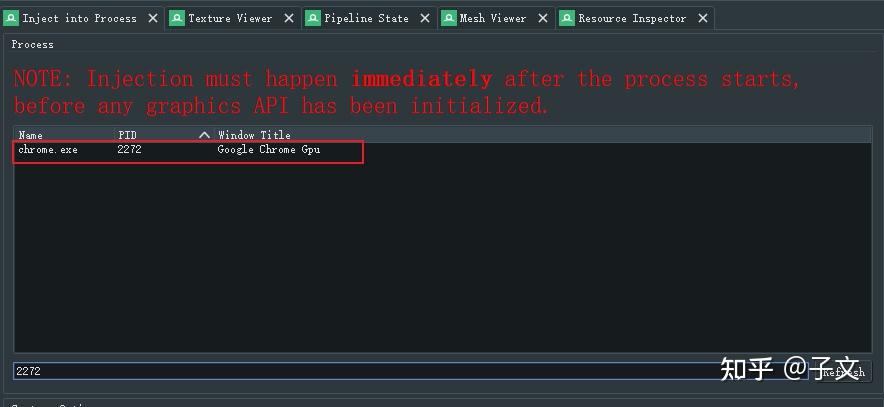 Inject into Process Texture Viewer Pipeline State Mesh Viewer Resource Inspector
Process
NOTE: Injection must happen immediately after the process starts,
before any graphics API has been initialized.
Name PID Window Title
chrome.exe 2272 Google Chrome Gpu
2272 Refresh
知乎 @子文